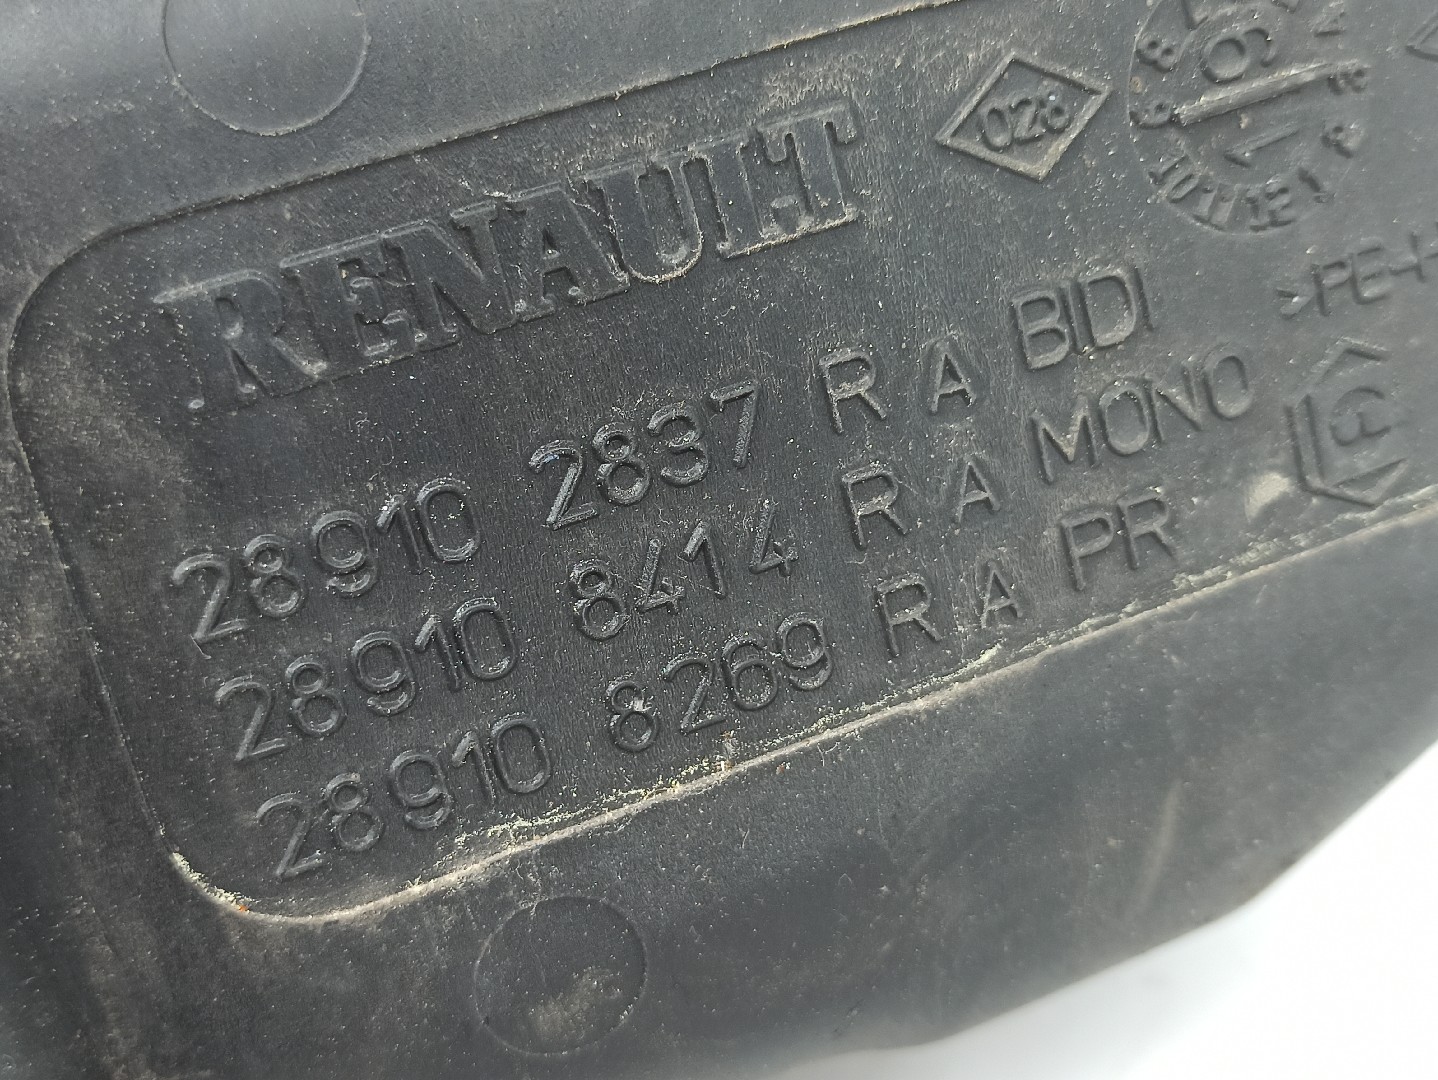 RENAULT
028
28910 2837 R A BIDI
28910 8414 R A MONO
28910 8269 R A PR
>PE-H